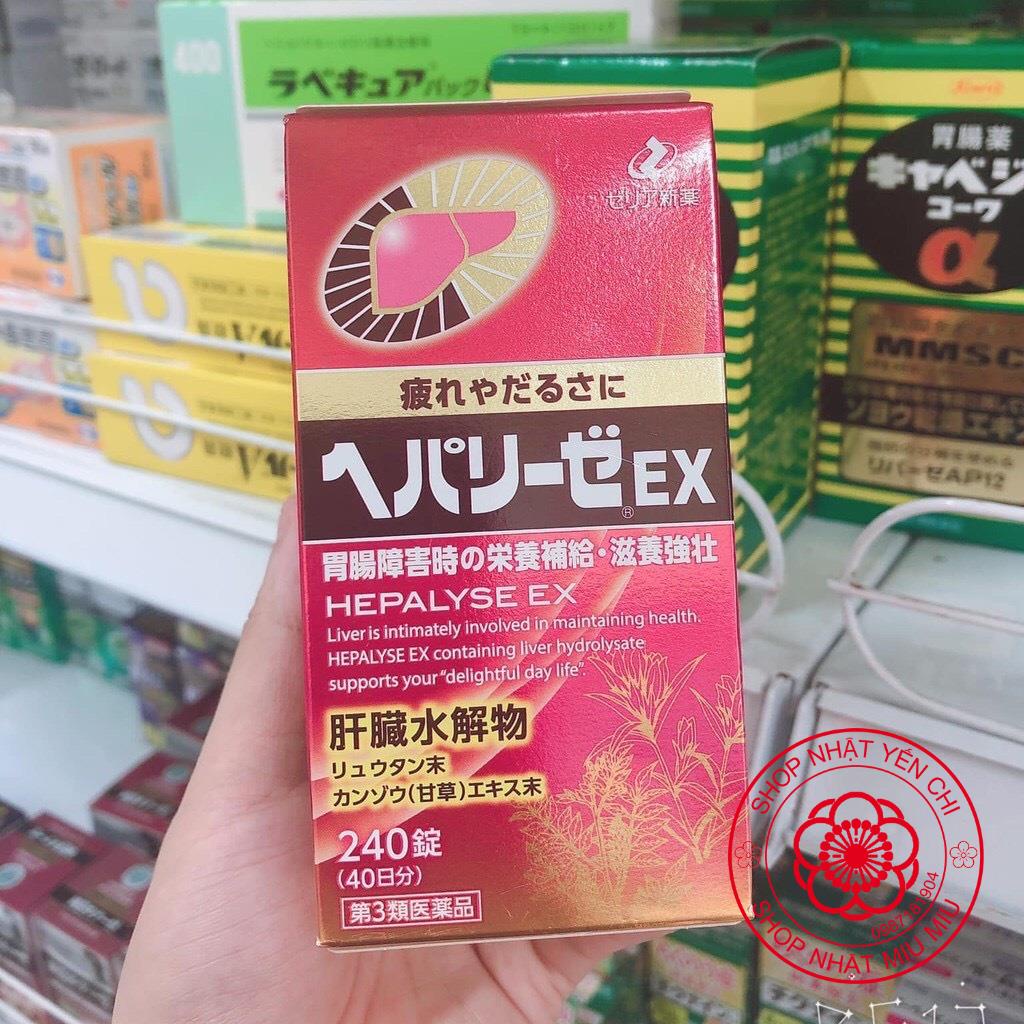 400
ラベキュア パック
ゼリア新薬
疲れやだるさに
ヘパリーゼ®EX
胃腸障害時の栄養補給・滋養強壮
HEPALYSE EX
Liver is intimately involved in maintaining health.
HEPALYSE EX containing liver hydrolysate
supports your "delightful day life".
肝臓水解物
リュウタン末
カンゾウ(甘草)エキス末
240錠
(40日分)
第3類医薬品
胃腸薬
キャベジ
コーワ
α
MMSC
リパーゼAP12
SHOP NHẬT YẾN CHI
SHOP NHẬT MIU MIU